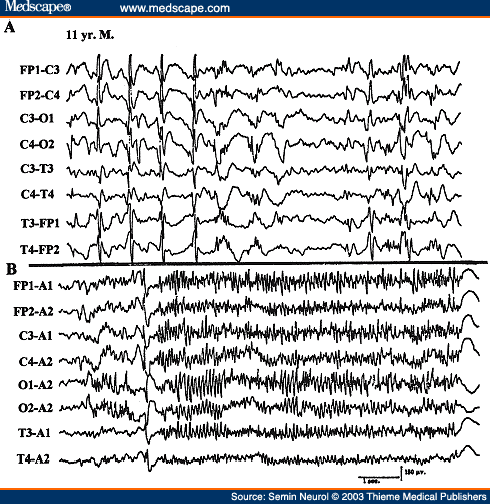 Medscape® www.medscape.com
A
11 yr. M.
FP1-C3
FP2-C4
C3-O1
C4-O2
C3-T3
C4-T4
T3-FP1
T4-FP2
B
FP1-A1
FP2-A2
C3-A1
C4-A2
O1-A2
O2-A2
T3-A1
T4-A2
1 sec. 150 µv.
Source: Semin Neurol © 2003 Thieme Medical Publishers